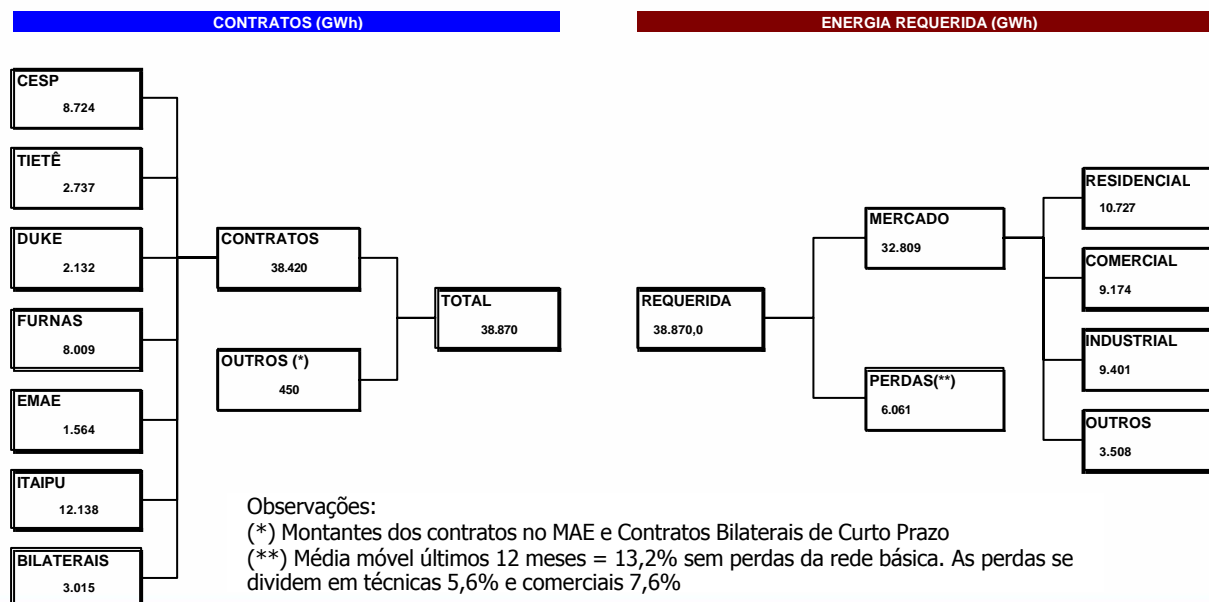 CONTRATOS (GWh)
CESP
8.724
TIETÊ
2.737
DUKE
2.132
FURNAS
8.009
EMAE
1.564
ITAIPU
12.138
BILATERAIS
3.015
CONTRATOS
38.420
OUTROS (*)
450
TOTAL
38.870
ENERGIA REQUERIDA (GWh)
REQUERIDA
38.870,0
MERCADO
32.809
PERDAS(**)
6.061
RESIDENCIAL
10.727
COMERCIAL
9.174
INDUSTRIAL
9.401
OUTROS
3.508
Observações:
(*) Montantes dos contratos no MAE e Contratos Bilaterais de Curto Prazo
(**) Média móvel últimos 12 meses = 13,2% sem perdas da rede básica. As perdas se
dividem em técnicas 5,6% e comerciais 7,6%